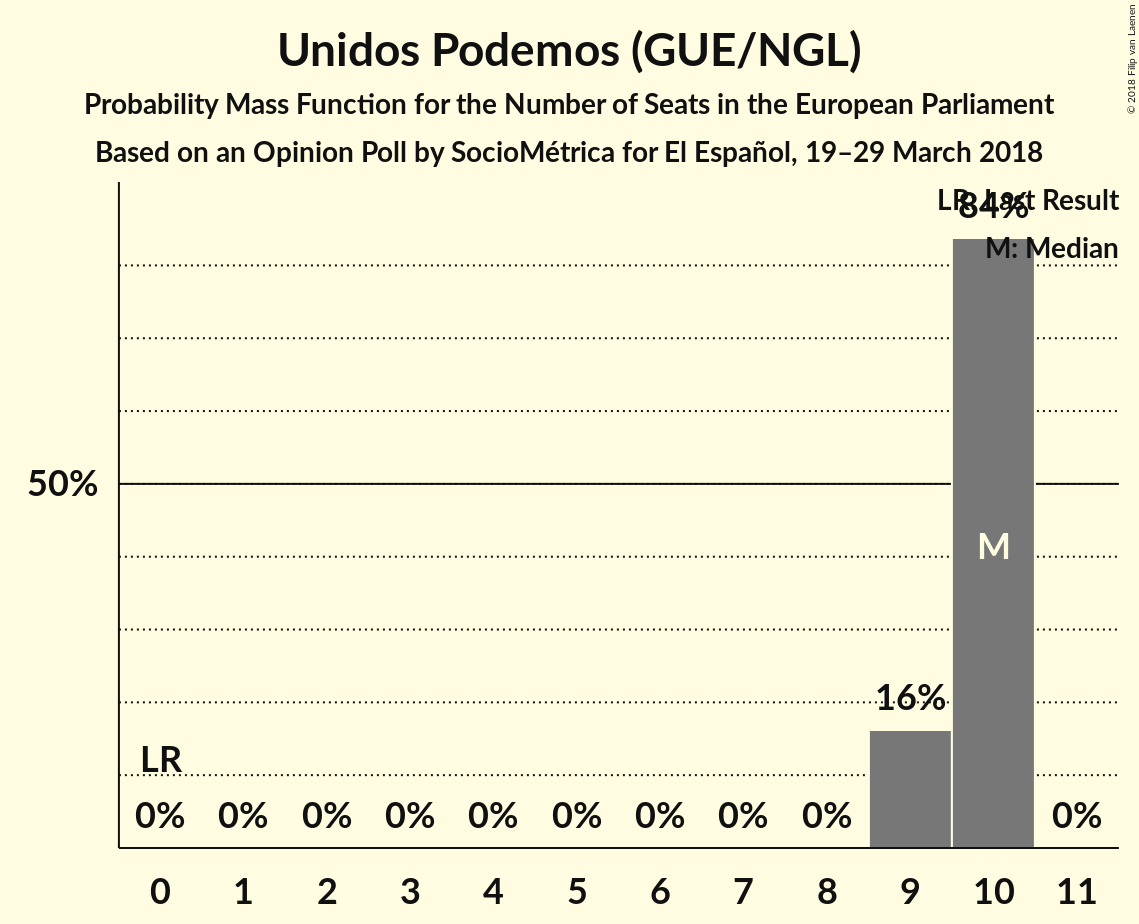 Unidos Podemos (GUE/NGL)
Probability Mass Function for the Number of Seats in the European Parliament
Based on an Opinion Poll by SocioMétrica for El Español, 19–29 March 2018
© 2018 Filip van Laenen
LR: Last Result
84%
M: Median
50%
M
16%
LR
0% 0% 0% 0% 0% 0% 0% 0% 0% 0%
0 1 2 3 4 5 6 7 8 9 10 11